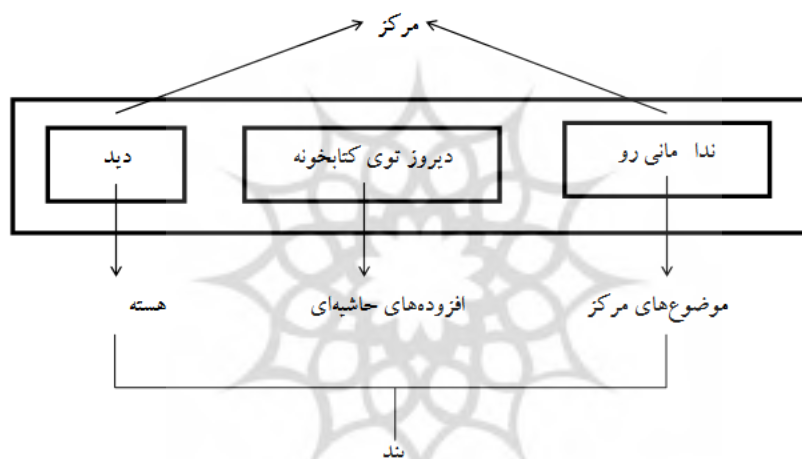 مرکز
ندا مانی رو دیروز توی کتابخونه دید
موضوع‌های مرکز افزوده‌های حاشیه‌ای هسته
بند